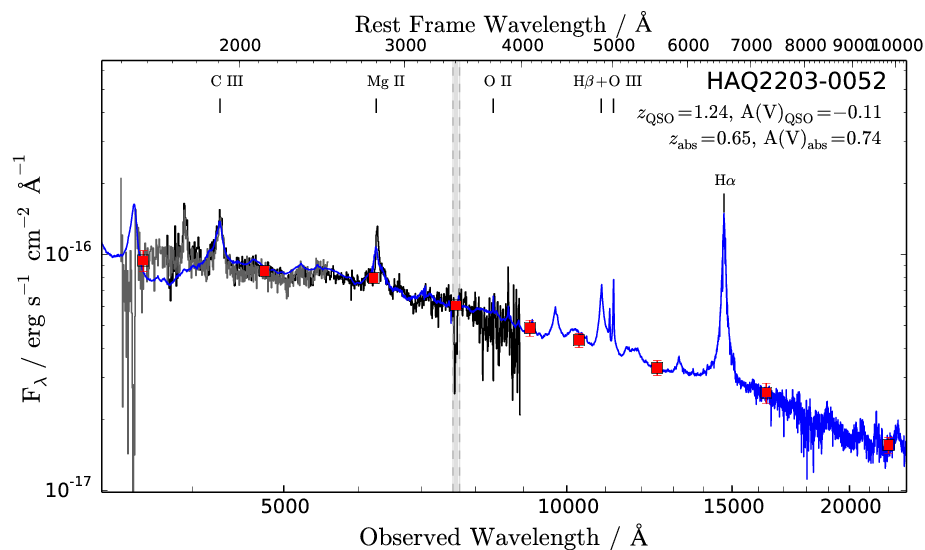 Rest Frame Wavelength / Å
2000 3000 4000 5000 6000 7000 8000 9000 10000
C III Mg II O II Hβ+O III HAQ2203-0052
z_QSO=1.24, A(V)_QSO=−0.11
z_abs=0.65, A(V)_abs=0.74
Hα
F_λ / erg s^−1 cm^−2 Å^−1
10^-16
10^-17
5000 10000 15000 20000
Observed Wavelength / Å